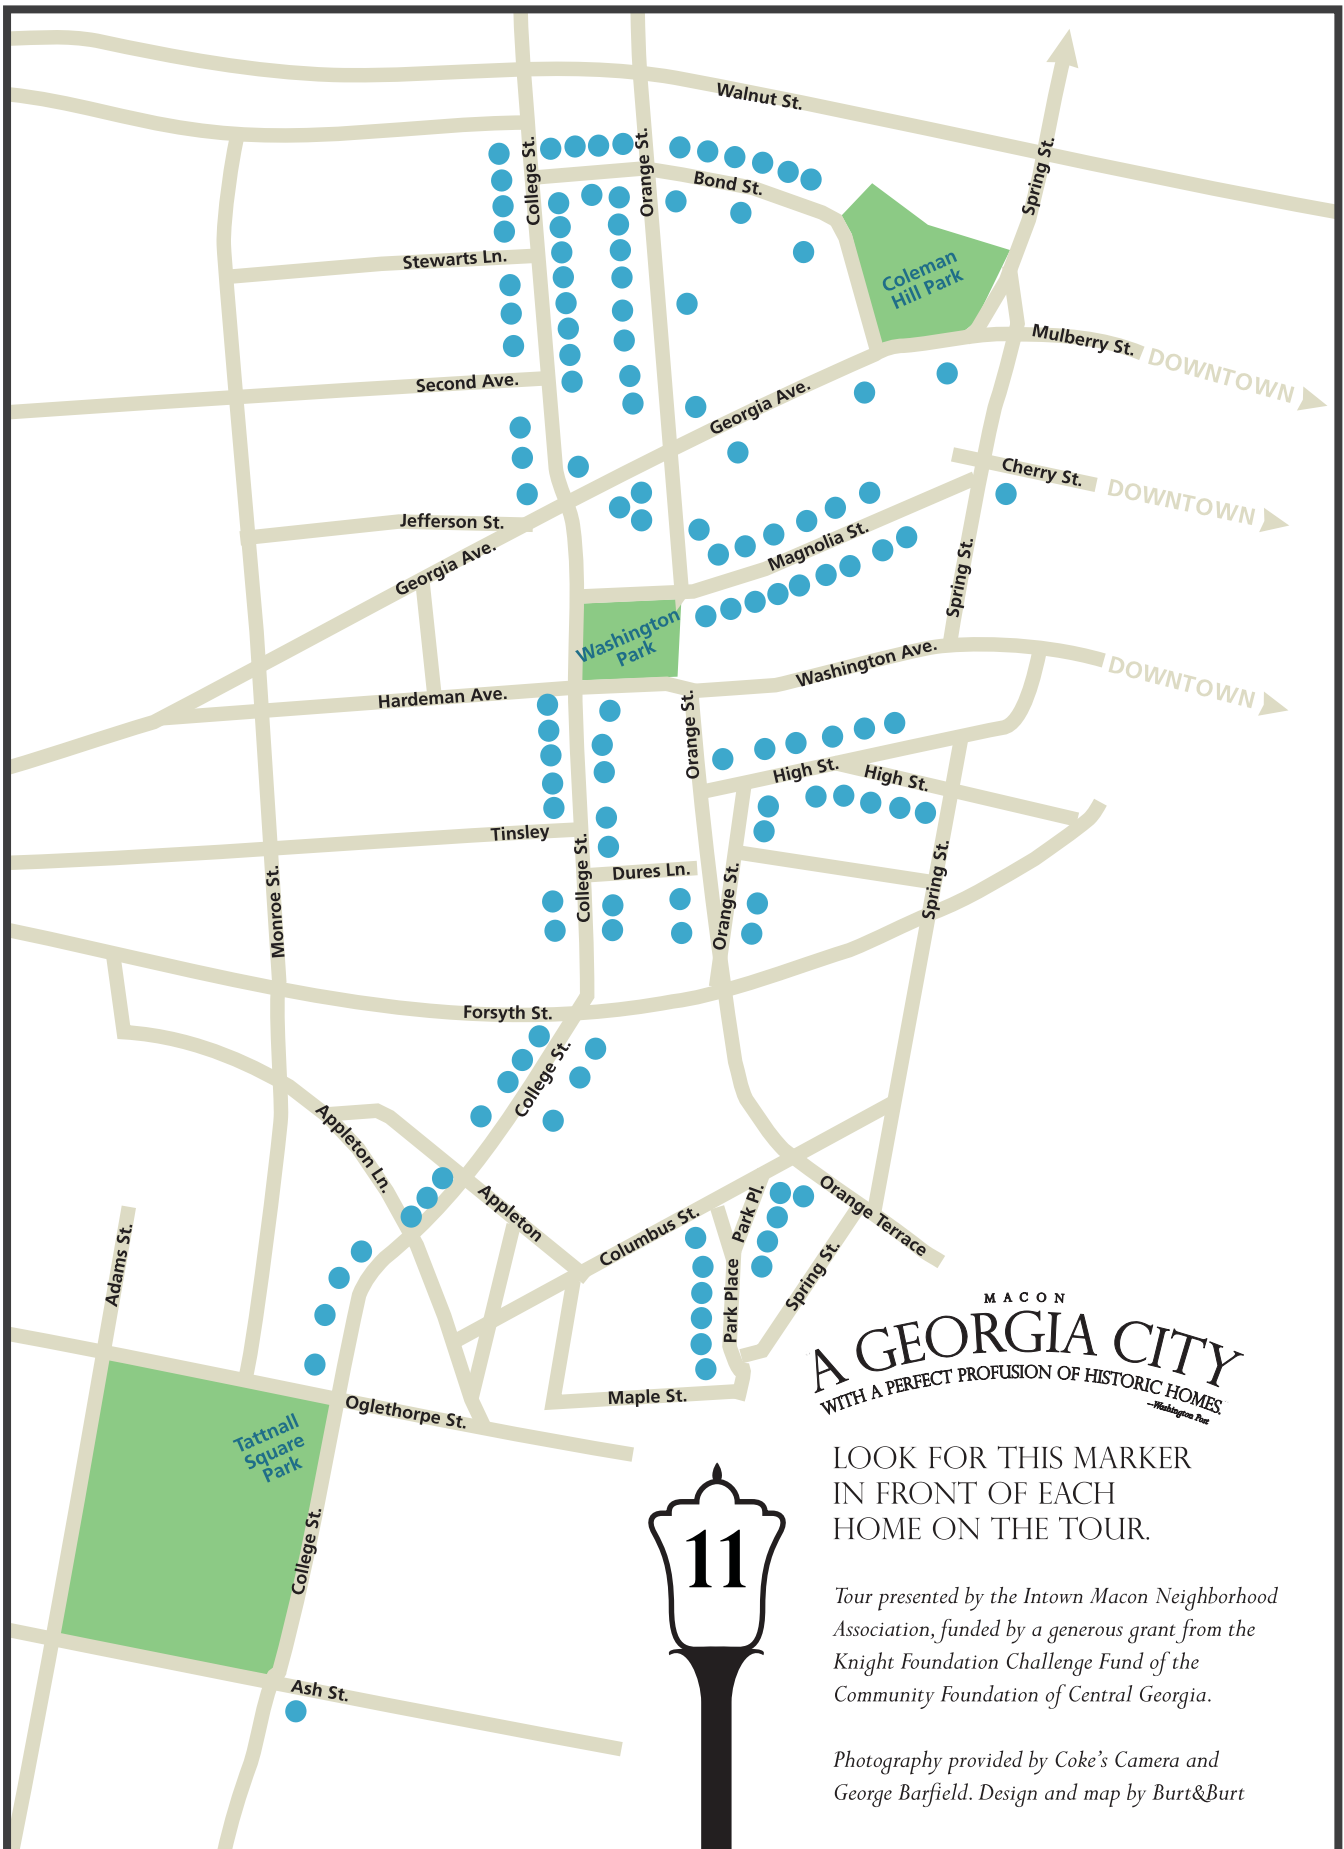 Walnut St.
College St.
Orange St.
Bond St.
Spring St.
Stewarts Ln.
Coleman
Hill Park
Mulberry St.
DOWNTOWN
Second Ave.
Georgia Ave.
Cherry St.
DOWNTOWN
Jefferson St.
Georgia Ave.
Magnolia St.
Spring St.
Washington
Park
Washington Ave.
DOWNTOWN
Hardeman Ave.
Orange St.
High St.
High St.
Tinsley
College St.
Dures Ln.
Monroe St.
Orange St.
Spring St.
Forsyth St.
College St.
Appleton Ln.
Appleton
Columbus St.
Park Pl.
Orange Terrace
Adams St.
Park Place
Spring St.
Maple St.
Oglethorpe St.
Tattnall
Square
Park
College St.
Ash St.
MACON
A GEORGIA CITY
WITH A PERFECT PROFUSION OF HISTORIC HOMES.
—Washington Post
LOOK FOR THIS MARKER
IN FRONT OF EACH
HOME ON THE TOUR.
11
Tour presented by the Intown Macon Neighborhood
Association, funded by a generous grant from the
Knight Foundation Challenge Fund of the
Community Foundation of Central Georgia.
Photography provided by Coke's Camera and
George Barfield. Design and map by Burt&Burt